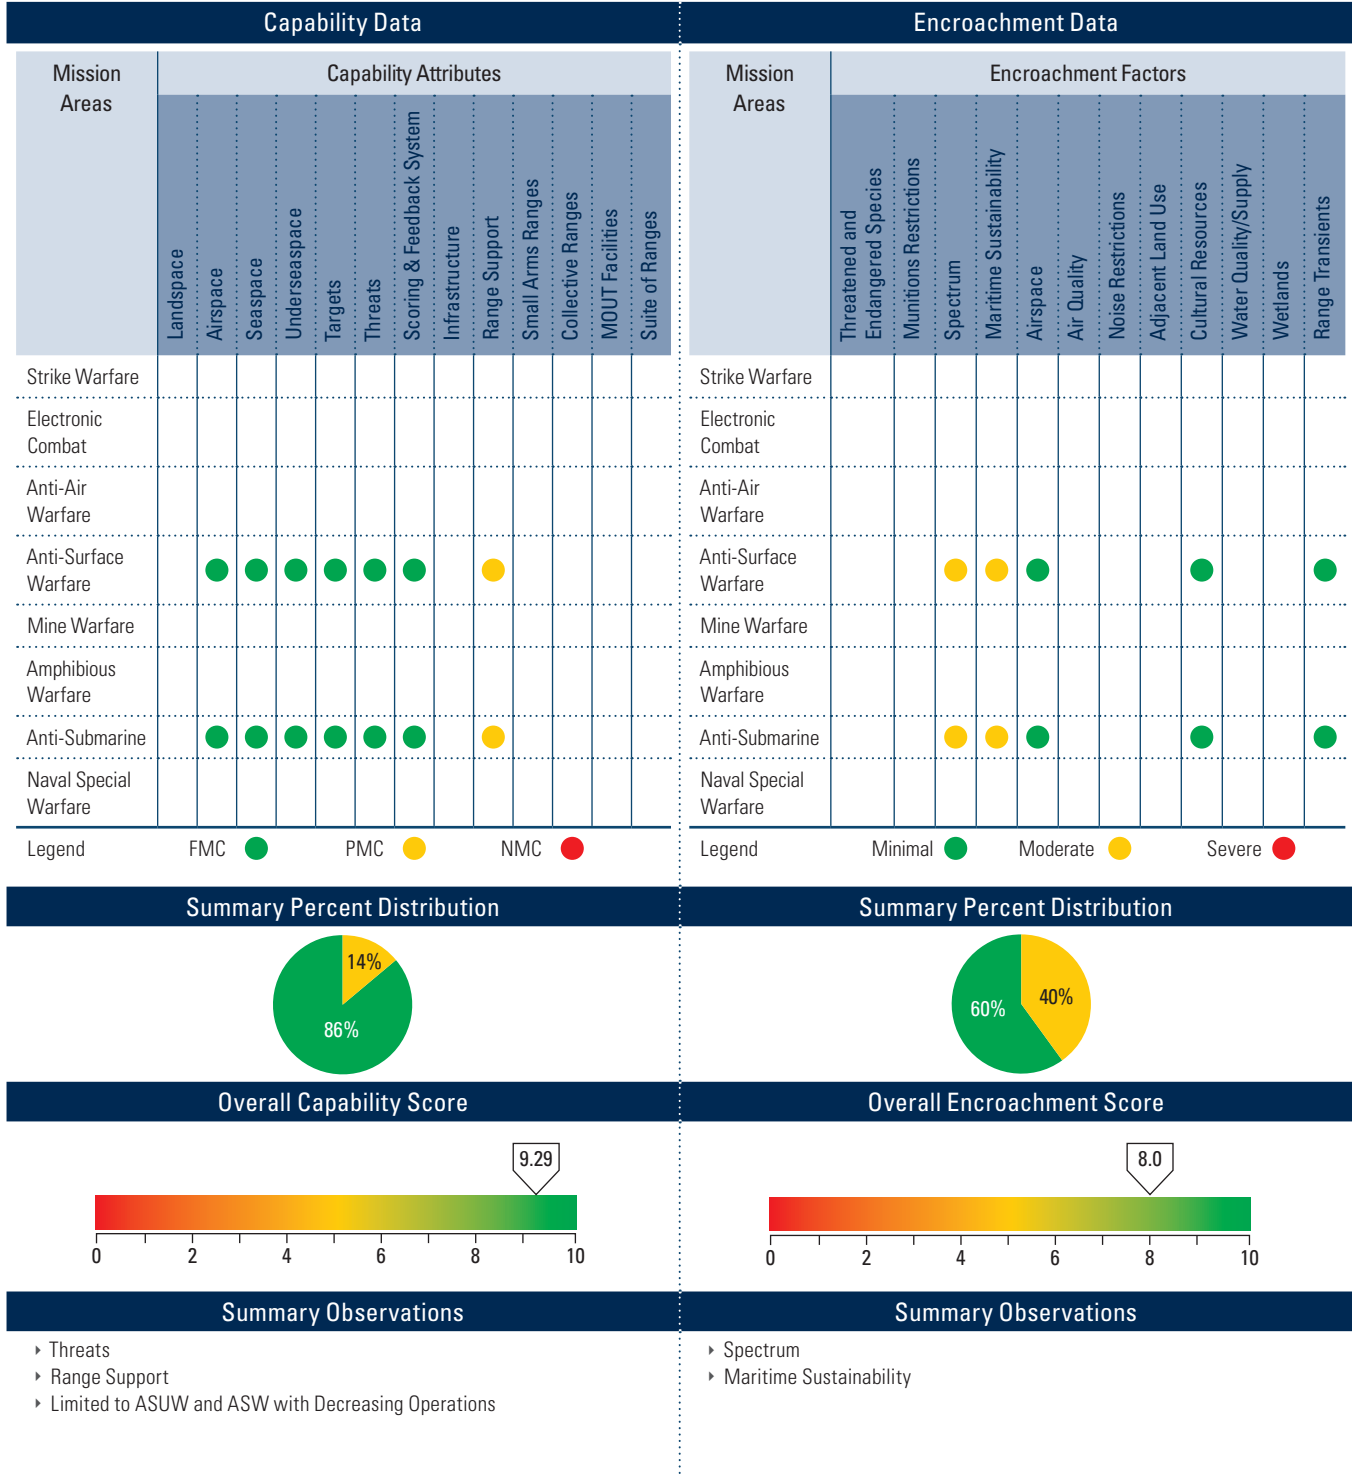 Capability Data
Mission
Areas
Capability Attributes
Landspace
Airspace
Seaspace
Underseaspace
Targets
Threats
Scoring & Feedback System
Infrastructure
Range Support
Small Arms Ranges
Collective Ranges
MOUT Facilities
Suite of Ranges
Strike Warfare
Electronic
Combat
Anti-Air
Warfare
Anti-Surface
Warfare
Mine Warfare
Amphibious
Warfare
Anti-Submarine
Naval Special
Warfare
Legend FMC PMC NMC
Summary Percent Distribution
14%
86%
Overall Capability Score
9.29
0 2 4 6 8 10
Summary Observations
‣ Threats
‣ Range Support
‣ Limited to ASUW and ASW with Decreasing Operations
Encroachment Data
Mission
Areas
Encroachment Factors
Threatened and
Endangered Species
Munitions Restrictions
Spectrum
Maritime Sustainability
Airspace
Air Quality
Noise Restrictions
Adjacent Land Use
Cultural Resources
Water Quality/Supply
Wetlands
Range Transients
Strike Warfare
Electronic
Combat
Anti-Air
Warfare
Anti-Surface
Warfare
Mine Warfare
Amphibious
Warfare
Anti-Submarine
Naval Special
Warfare
Legend Minimal Moderate Severe
Summary Percent Distribution
60%
40%
Overall Encroachment Score
8.0
0 2 4 6 8 10
Summary Observations
‣ Spectrum
‣ Maritime Sustainability